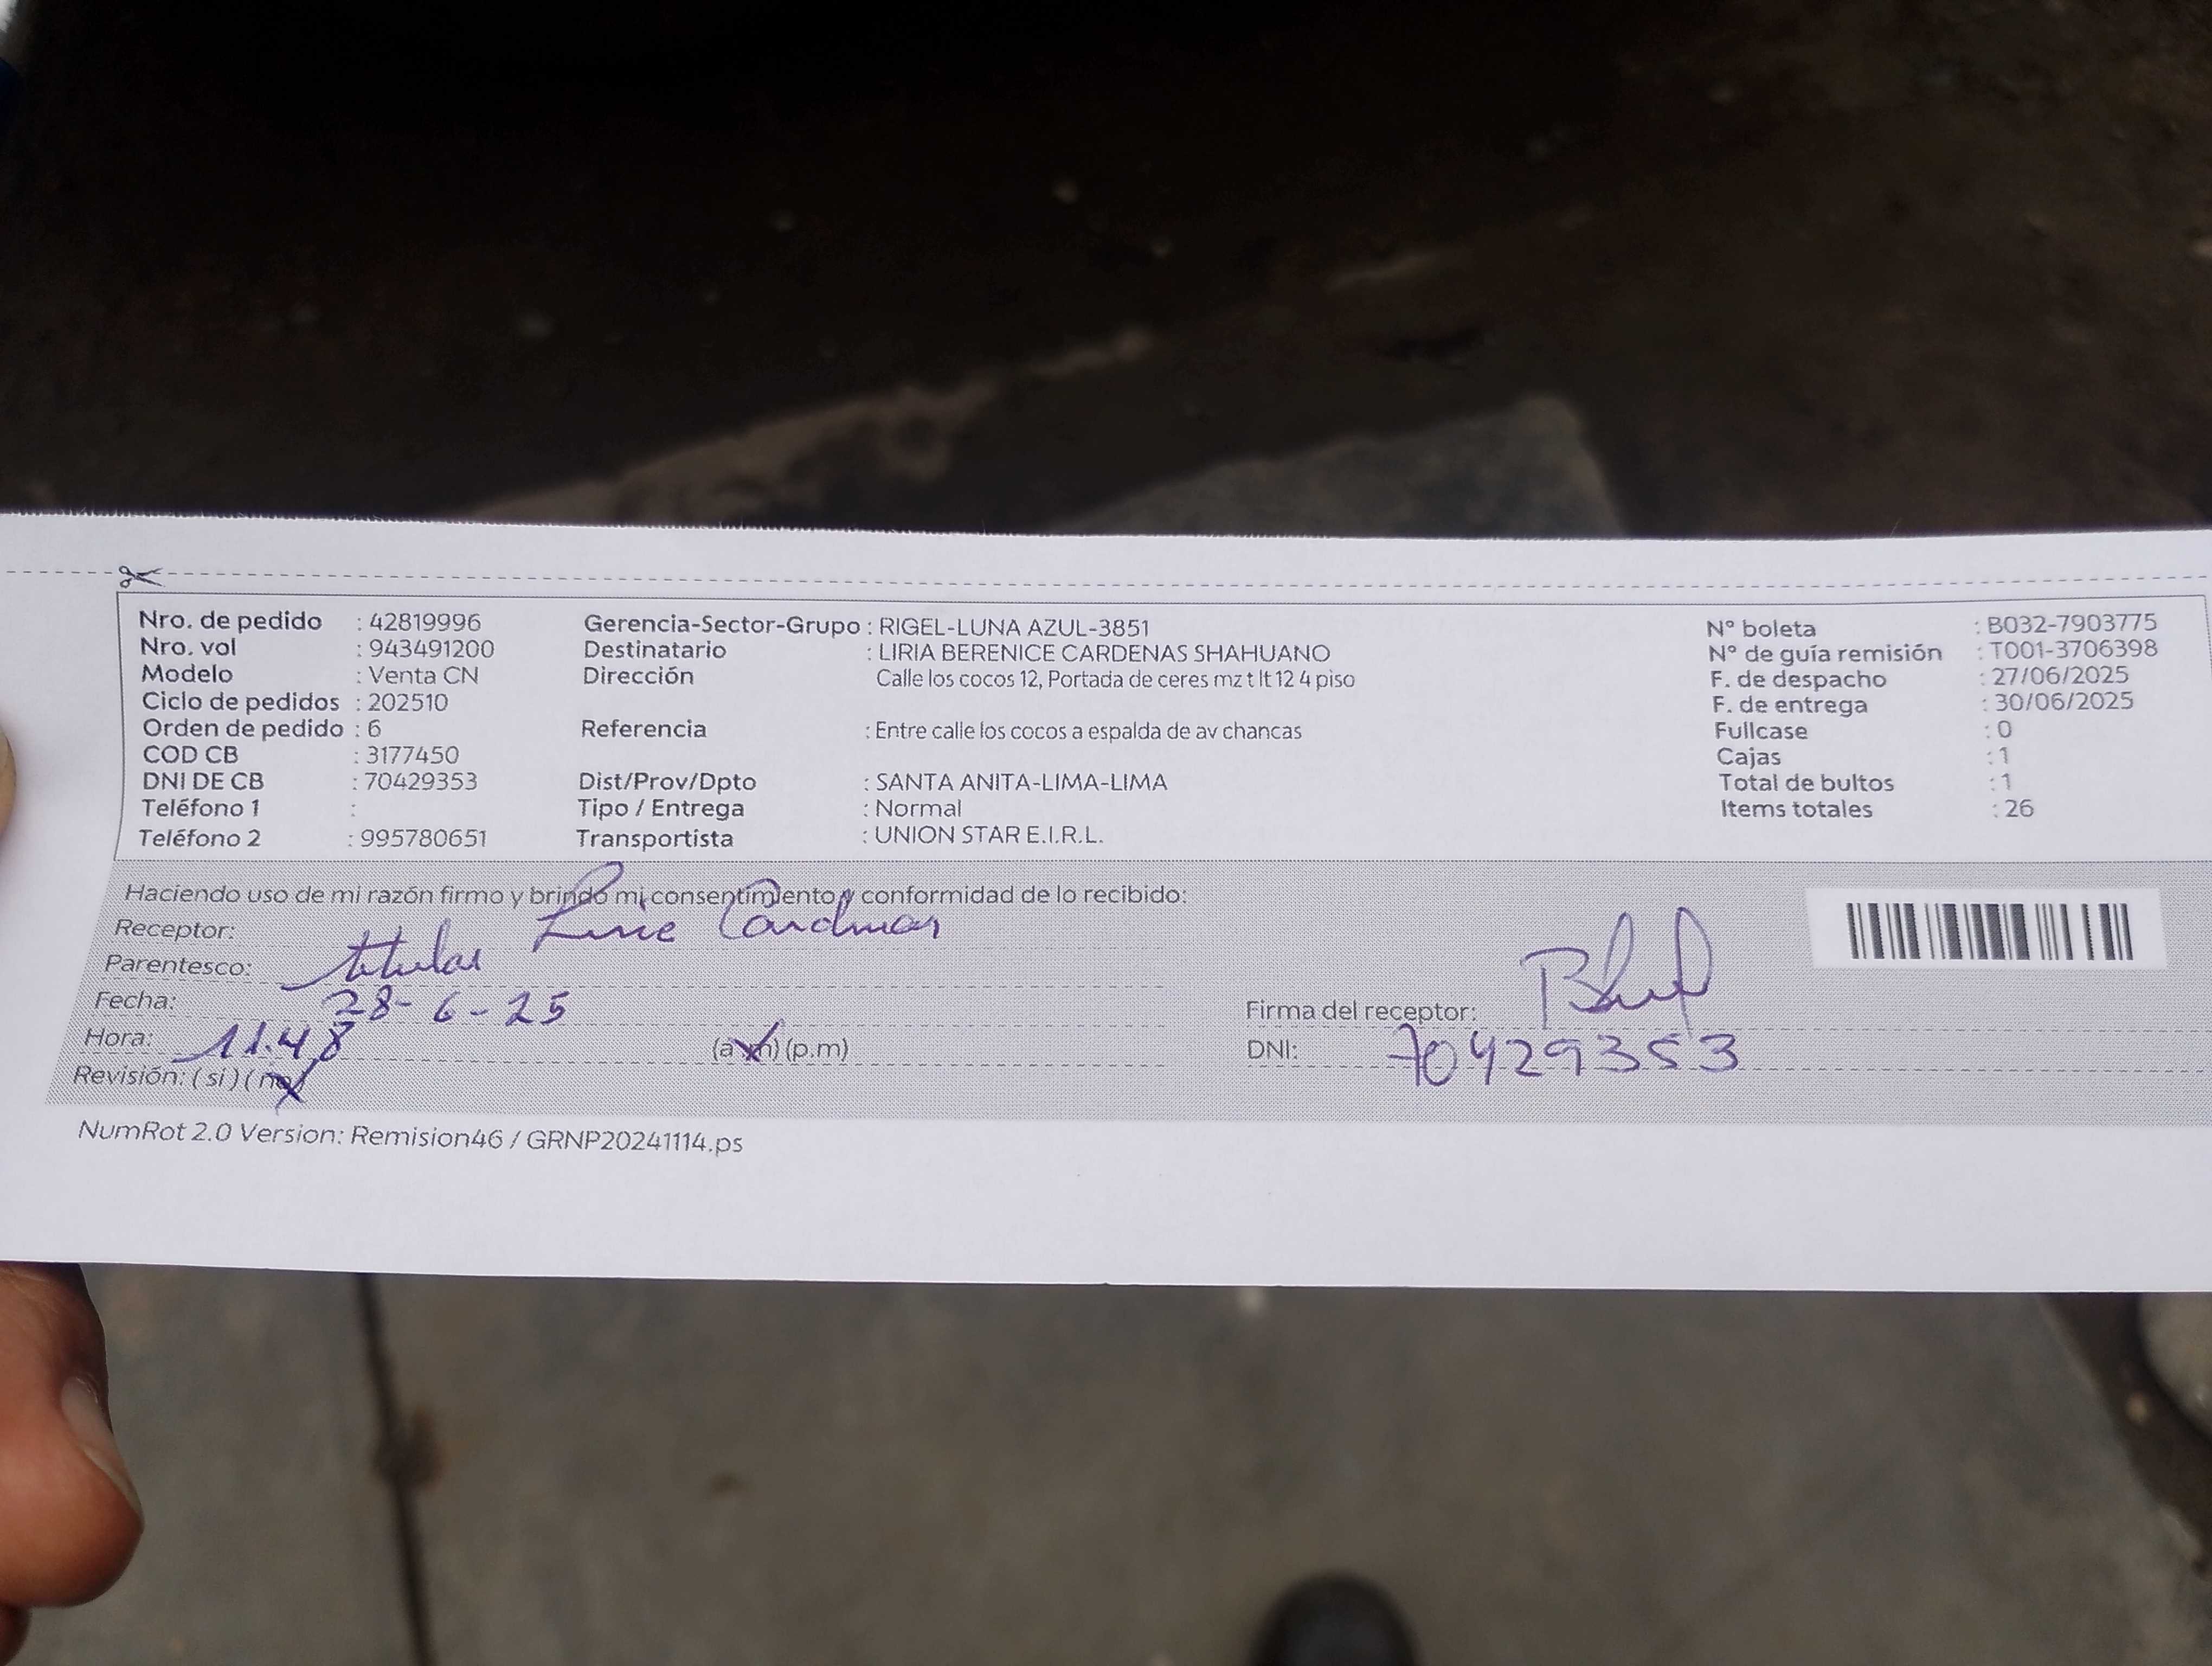 Nro. de pedido : 42819996 Gerencia-Sector-Grupo : RIGEL-LUNA AZUL-3851 N° boleta : B032-7903775
Nro. vol : 943491200 Destinatario : LIRIA BERENICE CARDENAS SHAHUANO N° de guía remisión : T001-3706398
Modelo : Venta CN Dirección Calle los cocos 12, Portada de ceres mz t lt 12 4 piso F. de despacho : 27/06/2025
Ciclo de pedidos : 202510 F. de entrega : 30/06/2025
Orden de pedido : 6 Referencia : Entre calle los cocos a espalda de av chancas Fullcase : 0
COD CB : 3177450 Cajas : 1
DNI DE CB : 70429353 Dist/Prov/Dpto : SANTA ANITA-LIMA-LIMA Total de bultos : 1
Teléfono 1 : Tipo / Entrega : Normal Items totales : 26
Teléfono 2 : 995780651 Transportista : UNION STAR E.I.R.L.
Haciendo uso de mi razón firmo y brindo mi consentimiento y conformidad de lo recibido:
Receptor:
Parentesco: titular
Fecha: 28-6-25 Firma del receptor:
Hora: 11.48 (a.m) (p.m) DNI: 70429353
Revisión: ( si ) ( no )
NumRot 2.0 Version: Remision46 / GRNP20241114.ps